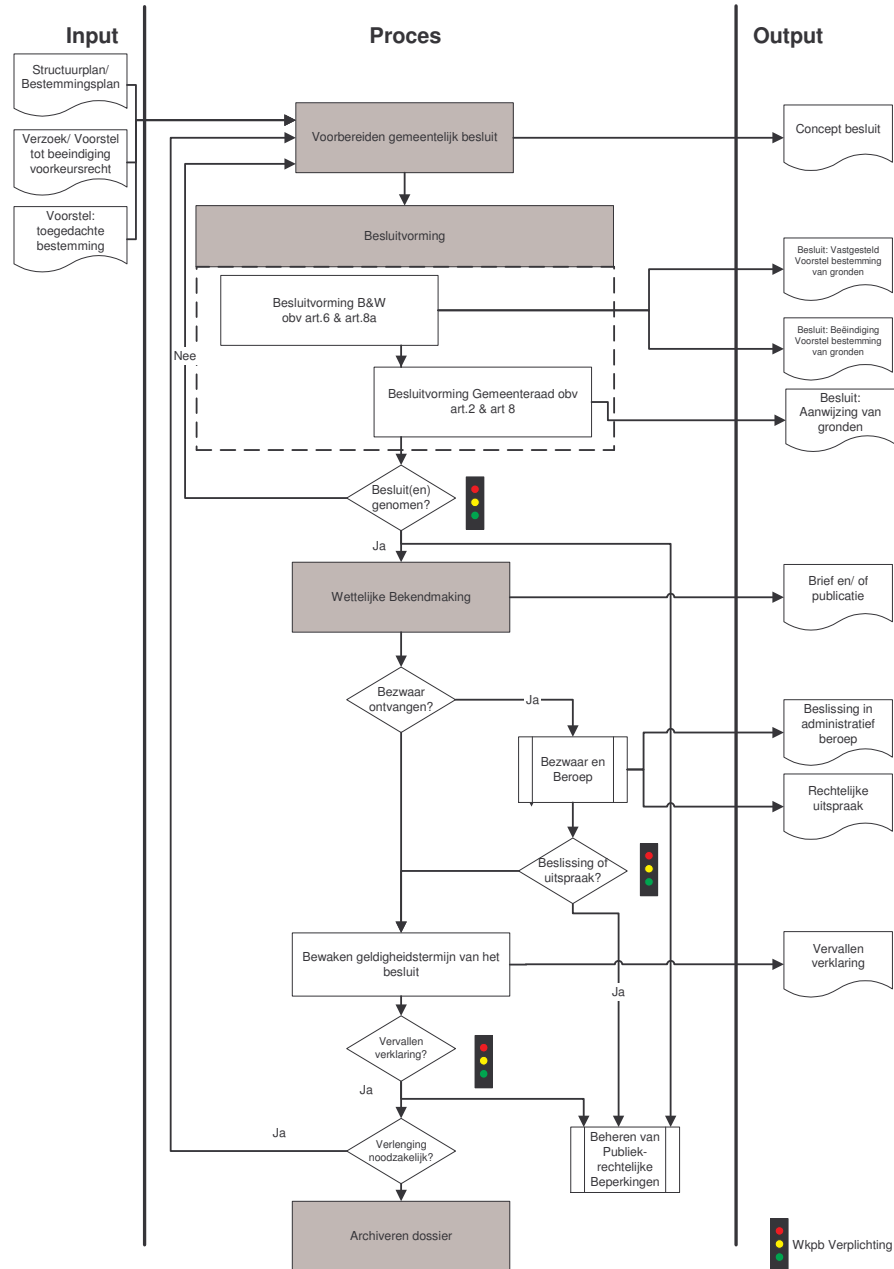 Input
Proces
Output
Structuurplan/
Bestemmingsplan
Verzoek/ Voorstel
tot beeindiging
voorkeursrecht
Voorstel:
toegedachte
bestemming
Voorbereiden gemeentelijk besluit
Concept besluit
Besluitvorming
Besluitvorming B&W
obv art.6 & art.8a
Besluit: Vastgesteld
Voorstel bestemming
van gronden
Besluit: Beëindiging
Voorstel bestemming
van gronden
Nee
Besluitvorming Gemeenteraad obv
art.2 & art 8
Besluit:
Aanwijzing van
gronden
Besluit(en)
genomen?
Ja
Wettelijke Bekendmaking
Brief en/ of
publicatie
Bezwaar
ontvangen?
Ja
Bezwaar en
Beroep
Beslissing in
administratief
beroep
Rechtelijke
uitspraak
Beslissing of
uitspraak?
Bewaken geldigheidstermijn van het
besluit
Vervallen
verklaring
Ja
Vervallen
verklaring?
Ja
Ja
Verlenging
noodzakelijk?
Beheren van
Publiek-
rechtelijke
Beperkingen
Archiveren dossier
Wkpb Verplichting